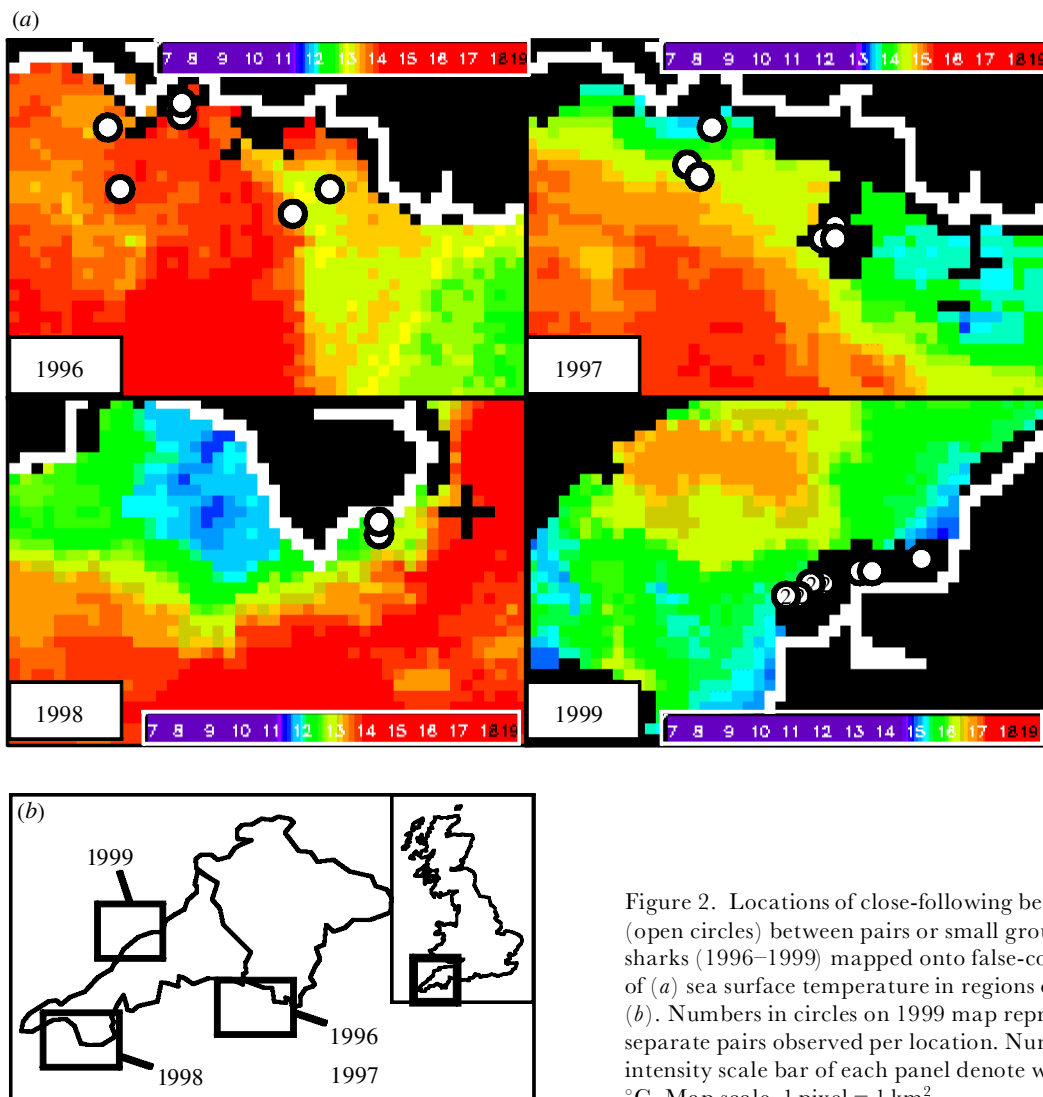 (a)
7 8 9 10 11 12 13 14 15 16 17 18 19
7 8 9 10 11 12 13 14 15 16 17 18 19
1996
1997
2
2
1998
1999
7 8 9 10 11 12 13 14 15 16 17 18 19
7 8 9 10 11 12 13 14 15 16 17 18 19
(b)
1999
1996
1998
1997
Figure 2. Locations of close-following be
(open circles) between pairs or small grou
sharks (1996–1999) mapped onto false-co
of (a) sea surface temperature in regions
(b). Numbers in circles on 1999 map repr
separate pairs observed per location. Nu
intensity scale bar of each panel denote w
°C. Map scale, 1 pixel = 1 km²